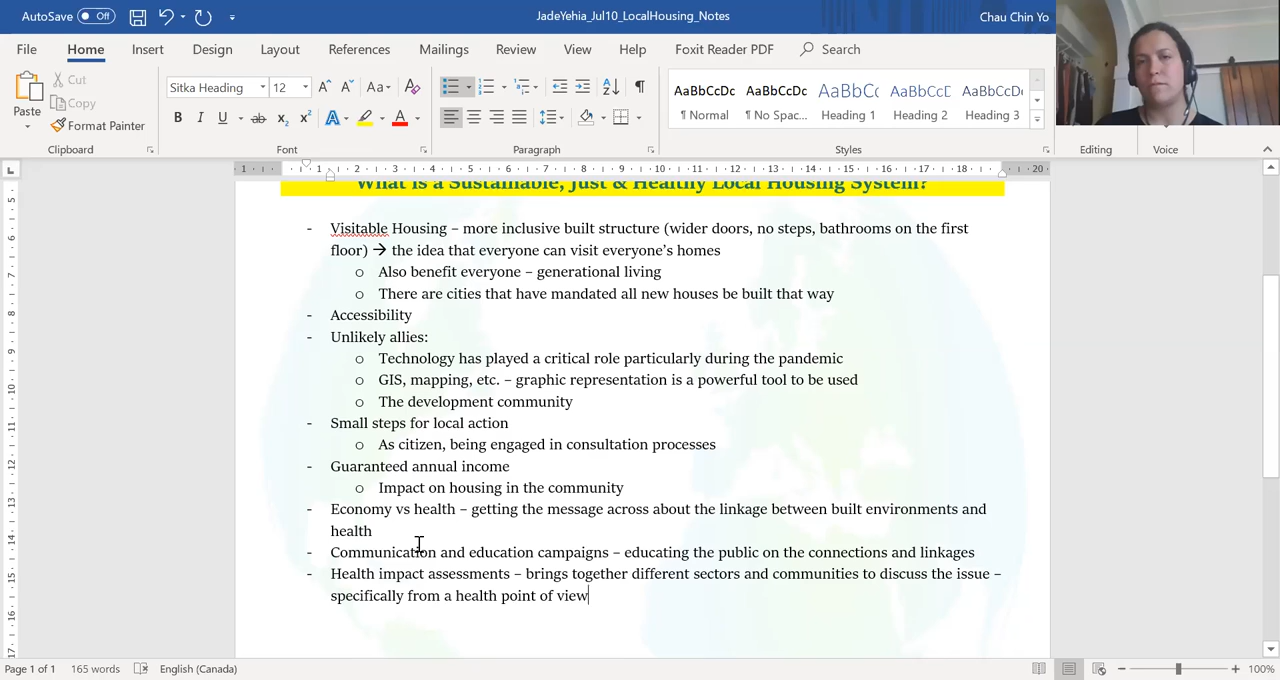 AutoSave Off
JadeYehia_Jul10_LocalHousing_Notes
Chau Chin Yo
File Home Insert Design Layout References Mailings Review View Help Foxit Reader PDF Search
Paste
Cut
Copy
Format Painter
Clipboard
Sitka Heading 12
Font
Paragraph
AaBbCcDc AaBbCcDc AaBbCc AaBbCcD AaBbCcDc
¶ Normal ¶ No Spac... Heading 1 Heading 2 Heading 3
Styles
Editing
Voice
What is a Sustainable, Just & Healthy Local Housing System?
- Visitable Housing – more inclusive built structure (wider doors, no steps, bathrooms on the first
floor) → the idea that everyone can visit everyone's homes
o Also benefit everyone – generational living
o There are cities that have mandated all new houses be built that way
- Accessibility
- Unlikely allies:
o Technology has played a critical role particularly during the pandemic
o GIS, mapping, etc. – graphic representation is a powerful tool to be used
o The development community
- Small steps for local action
o As citizen, being engaged in consultation processes
- Guaranteed annual income
o Impact on housing in the community
- Economy vs health – getting the message across about the linkage between built environments and
health
- Communication and education campaigns – educating the public on the connections and linkages
- Health impact assessments – brings together different sectors and communities to discuss the issue –
specifically from a health point of view
Page 1 of 1 165 words English (Canada) 100%